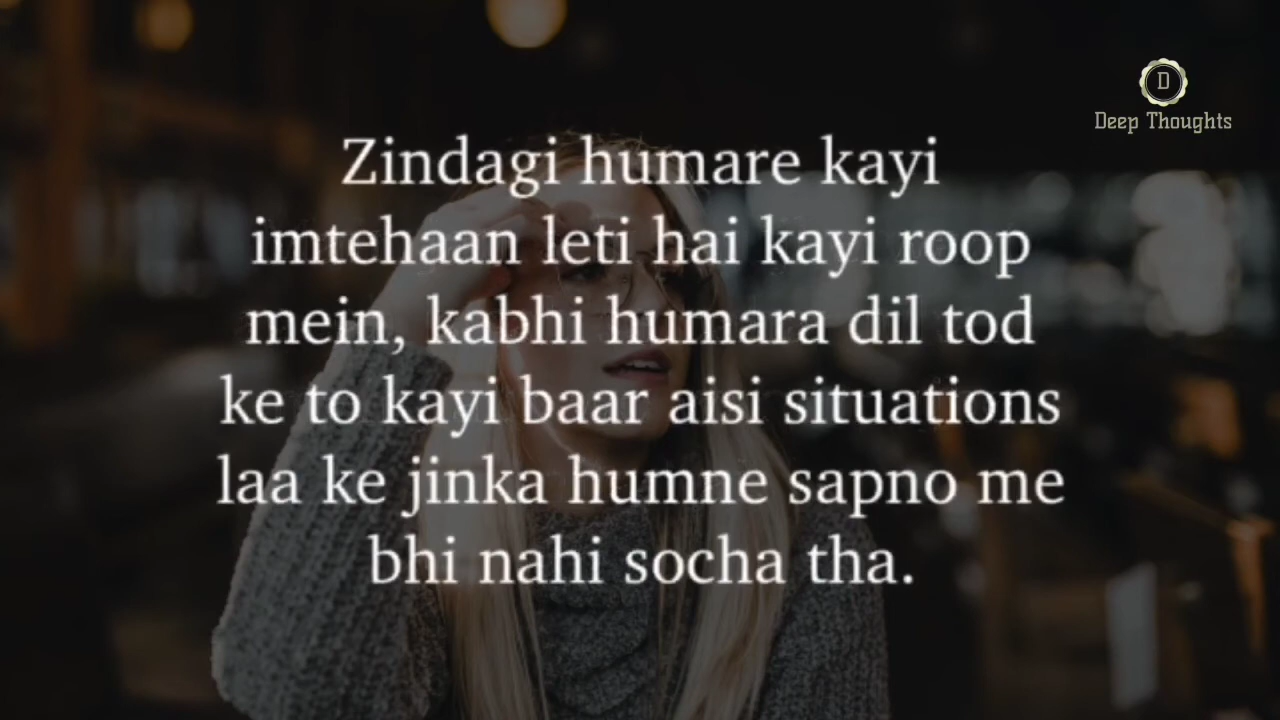 D
Deep Thoughts
Zindagi humare kayi
imtehaan leti hai kayi roop
mein, kabhi humara dil tod
ke to kayi baar aisi situations
laa ke jinka humne sapno me
bhi nahi socha tha.